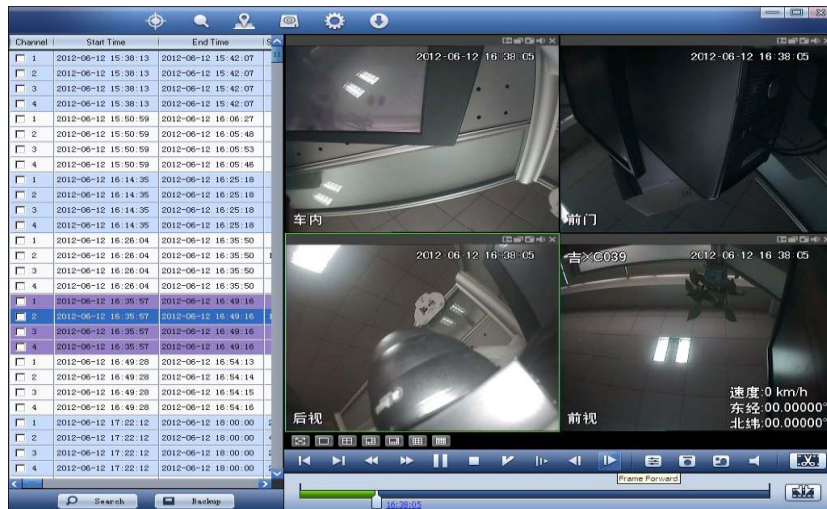 Channel Start Time End Time S
1 2012-06-12 15:38:13 2012-06-12 15:42:07
2 2012-06-12 15:38:13 2012-06-12 15:42:07
3 2012-06-12 15:38:13 2012-06-12 15:42:07
4 2012-06-12 15:38:13 2012-06-12 15:42:07
1 2012-06-12 15:50:59 2012-06-12 16:06:27
2 2012-06-12 15:50:59 2012-06-12 16:05:48
3 2012-06-12 15:50:59 2012-06-12 16:05:53
4 2012-06-12 15:50:59 2012-06-12 16:05:46
1 2012-06-12 16:14:35 2012-06-12 16:25:18
2 2012-06-12 16:14:35 2012-06-12 16:25:18
3 2012-06-12 16:14:35 2012-06-12 16:25:18
4 2012-06-12 16:14:35 2012-06-12 16:25:18
1 2012-06-12 16:26:04 2012-06-12 16:35:50
2 2012-06-12 16:26:04 2012-06-12 16:35:50 1
3 2012-06-12 16:26:04 2012-06-12 16:35:50
4 2012-06-12 16:26:04 2012-06-12 16:35:50
1 2012-06-12 16:35:57 2012-06-12 16:49:16
2 2012-06-12 16:35:57 2012-06-12 16:49:16 1
3 2012-06-12 16:35:57 2012-06-12 16:49:16
4 2012-06-12 16:35:57 2012-06-12 16:49:16
1 2012-06-12 16:49:28 2012-06-12 16:54:13
2 2012-06-12 16:49:28 2012-06-12 16:54:14
3 2012-06-12 16:49:28 2012-06-12 16:54:15
4 2012-06-12 16:49:28 2012-06-12 16:54:16
1 2012-06-12 17:22:12 2012-06-12 18:00:00 2
2 2012-06-12 17:22:12 2012-06-12 18:00:00 4
3 2012-06-12 17:22:12 2012-06-12 18:00:00 2
4 2012-06-12 17:22:12 2012-06-12 18:00:00 2
Search Backup
2012-06-12 16:38:05
车内
2012-06-12 16:38:05
前门
2012-06-12 16:38:05
后视
吉XC039 2012-06-12 16:38:05
速度:0 km/h
东经:00.00000°
北纬:00.00000°
前视
Frame Forward
16:38:05